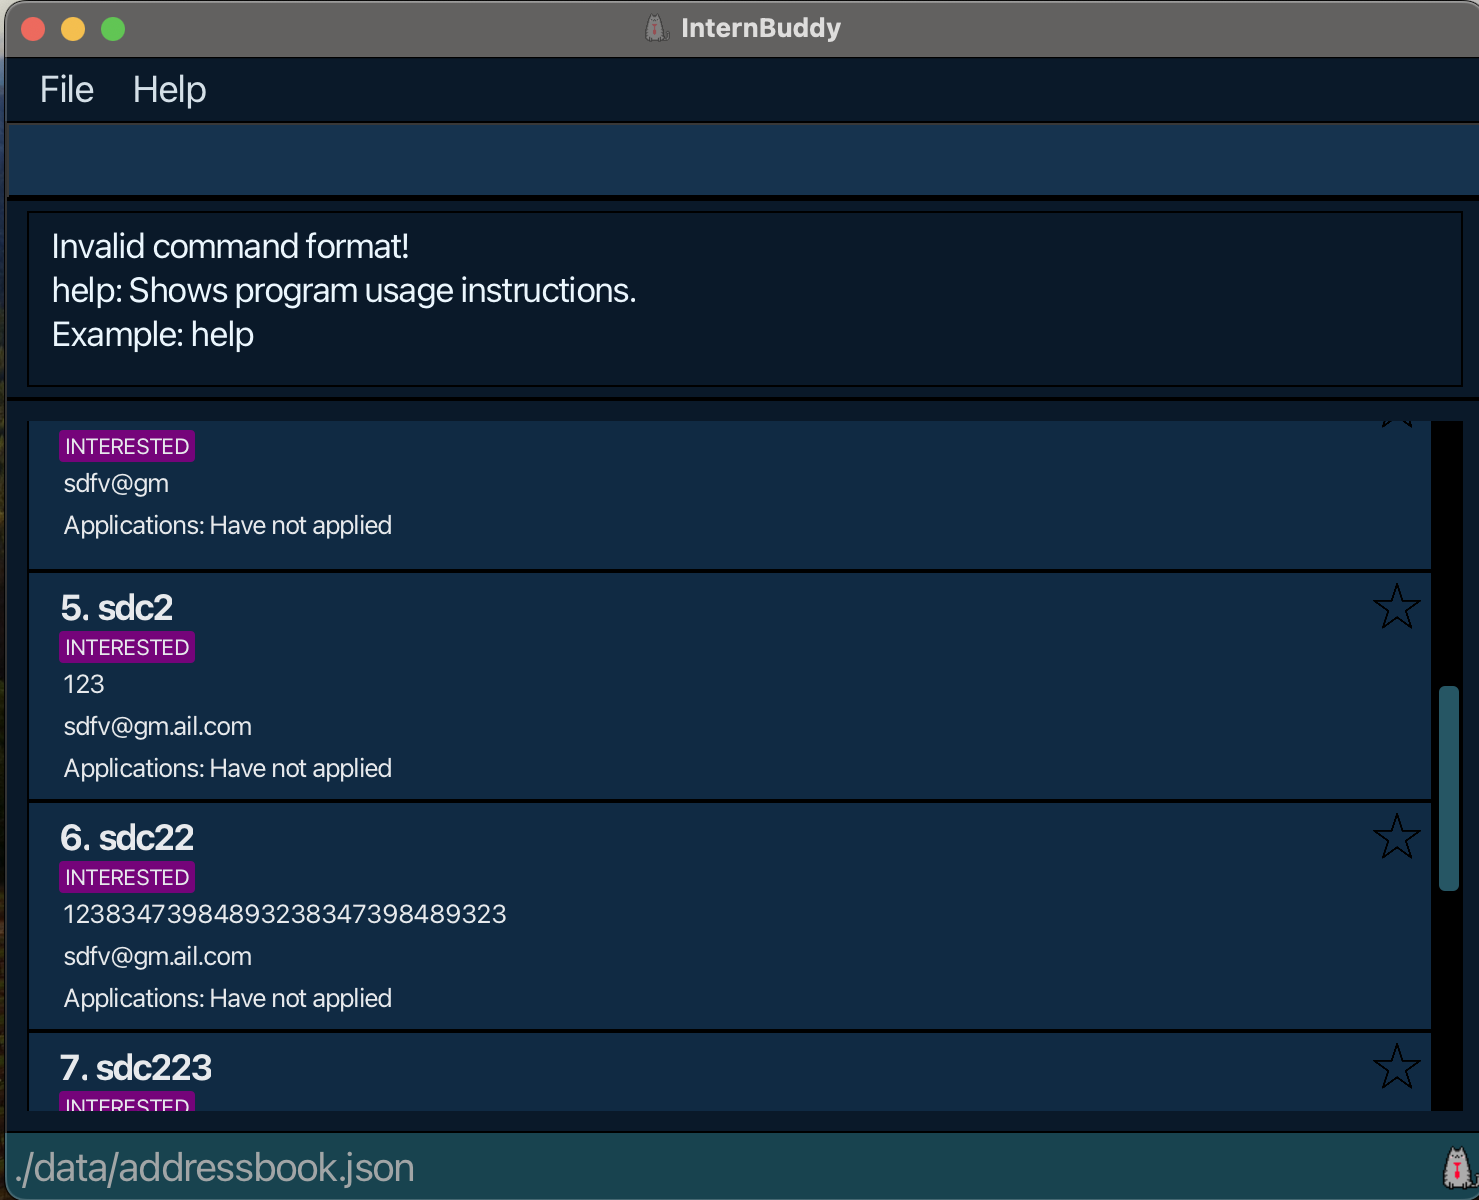 InternBuddy
File Help
Invalid command format!
help: Shows program usage instructions.
Example: help
INTERESTED
sdfv@gm
Applications: Have not applied
5. sdc2
INTERESTED
123
sdfv@gm.ail.com
Applications: Have not applied
6. sdc22
INTERESTED
12383473984893238347398489323
sdfv@gm.ail.com
Applications: Have not applied
7. sdc223
INTERESTED
./data/addressbook.json